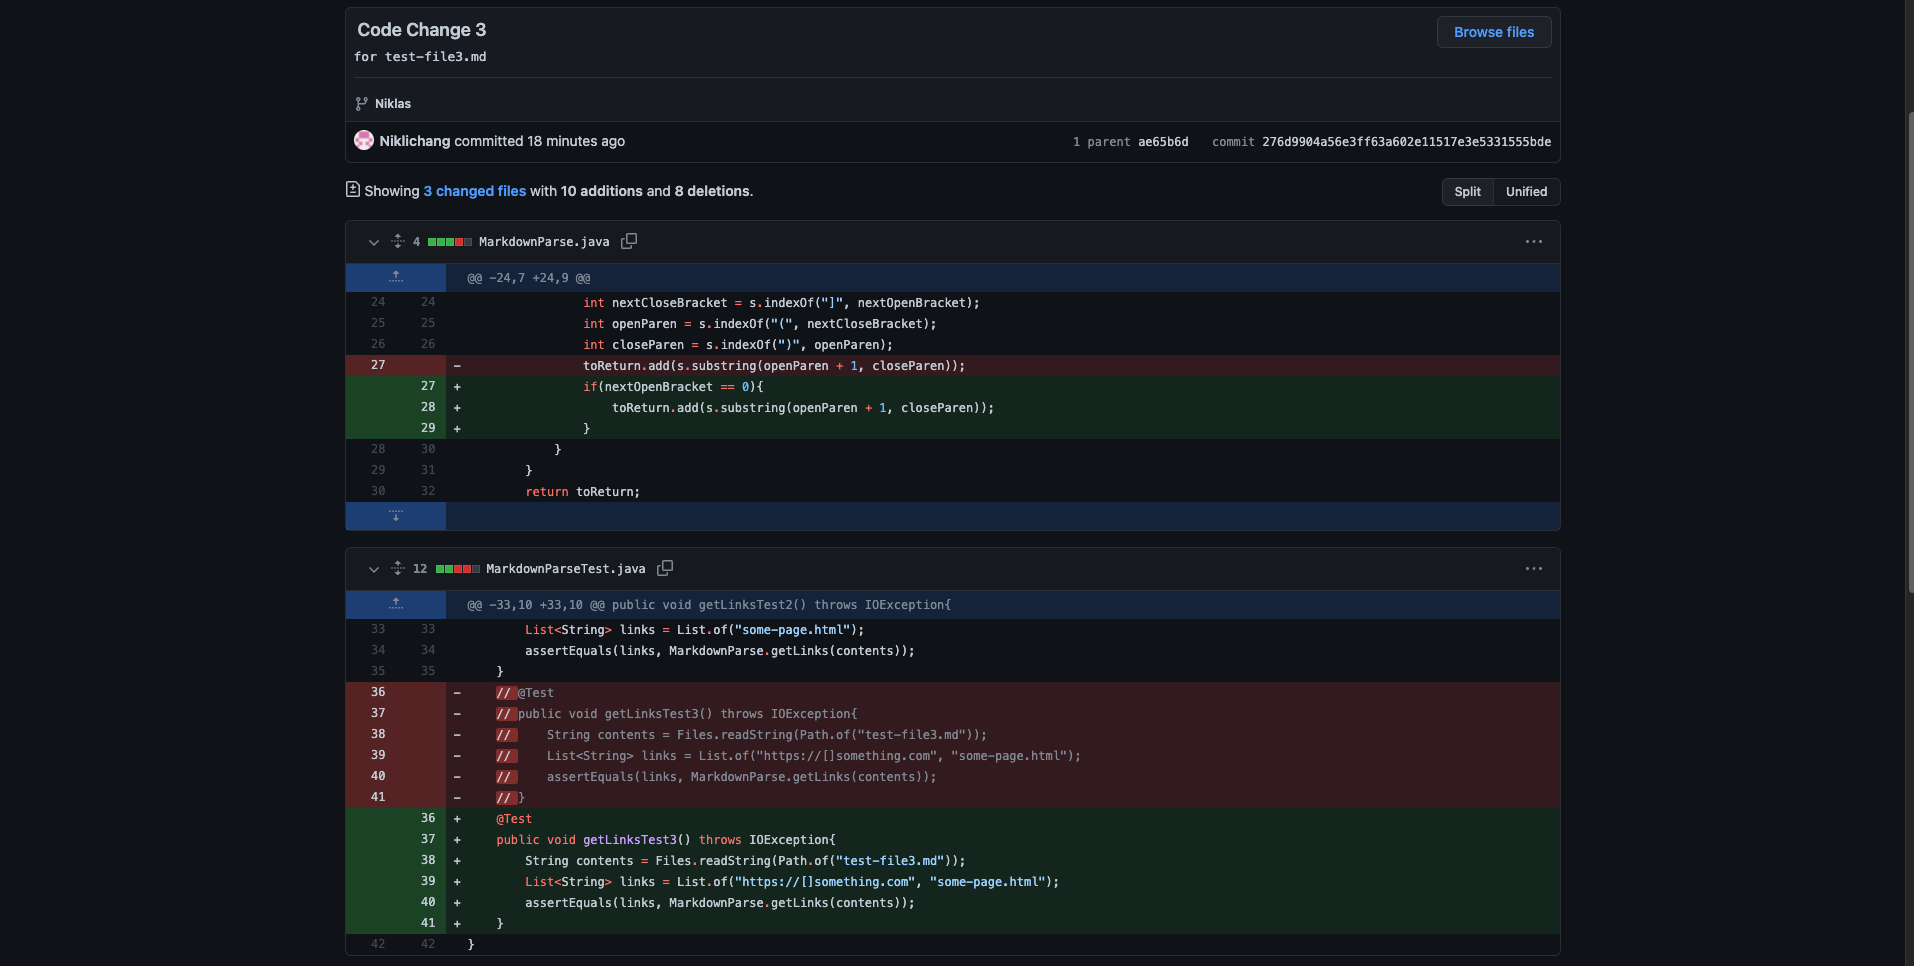 Code Change 3
Browse files
for test-file3.md
Niklas
Niklichang committed 18 minutes ago
1 parent ae65b6d commit 276d9904a56e3ff63a602e11517e3e5331555bde
Showing 3 changed files with 10 additions and 8 deletions.
Split Unified
4 MarkdownParse.java
@@ -24,7 +24,9 @@
24 24 int nextCloseBracket = s.indexOf("]", nextOpenBracket);
25 25 int openParen = s.indexOf("(", nextCloseBracket);
26 26 int closeParen = s.indexOf(")", openParen);
27 - toReturn.add(s.substring(openParen + 1, closeParen));
27 + if(nextOpenBracket == 0){
28 + toReturn.add(s.substring(openParen + 1, closeParen));
29 + }
28 30 }
29 31 }
30 32 return toReturn;
12 MarkdownParseTest.java
@@ -33,10 +33,10 @@ public void getLinksTest2() throws IOException{
33 33 List<String> links = List.of("some-page.html");
34 34 assertEquals(links, MarkdownParse.getLinks(contents));
35 35 }
36 - // @Test
37 - // public void getLinksTest3() throws IOException{
38 - // String contents = Files.readString(Path.of("test-file3.md"));
39 - // List<String> links = List.of("https://[]something.com", "some-page.html");
40 - // assertEquals(links, MarkdownParse.getLinks(contents));
41 - // }
36 + @Test
37 + public void getLinksTest3() throws IOException{
38 + String contents = Files.readString(Path.of("test-file3.md"));
39 + List<String> links = List.of("https://[]something.com", "some-page.html");
40 + assertEquals(links, MarkdownParse.getLinks(contents));
41 + }
42 42 }